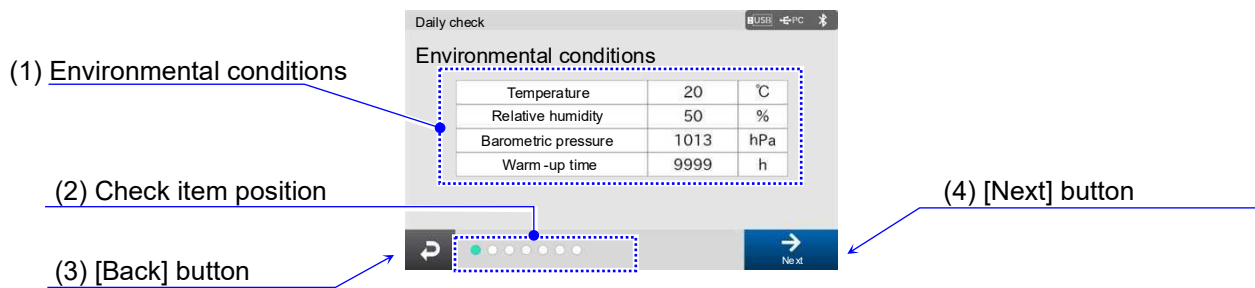 Daily check
USB PC
Environmental conditions
(1) Environmental conditions
Temperature 20 ℃
Relative humidity 50 %
Barometric pressure 1013 hPa
Warm-up time 9999 h
(2) Check item position
(4) [Next] button
Next
(3) [Back] button